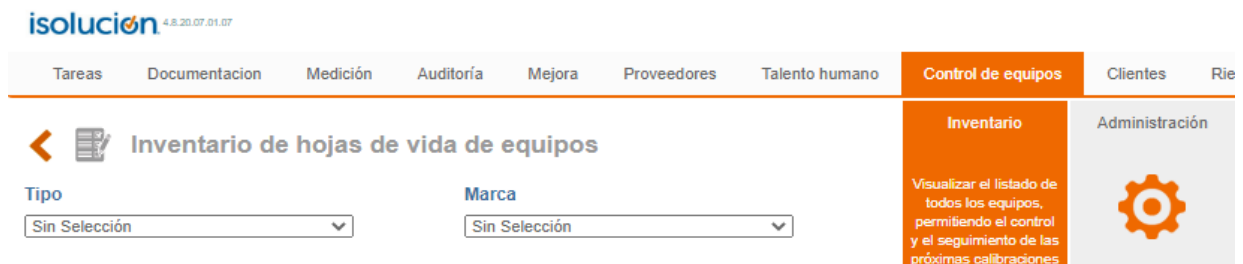 isolución 4.8.20.07.01.07
Tareas Documentacion Medición Auditoría Mejora Proveedores Talento humano Control de equipos Clientes Rie
Inventario de hojas de vida de equipos
Inventario
Administración
Visualizar el listado de
todos los equipos,
permitiendo el control
y el seguimiento de las
próximas calibraciones
Tipo
Sin Selección
Marca
Sin Selección